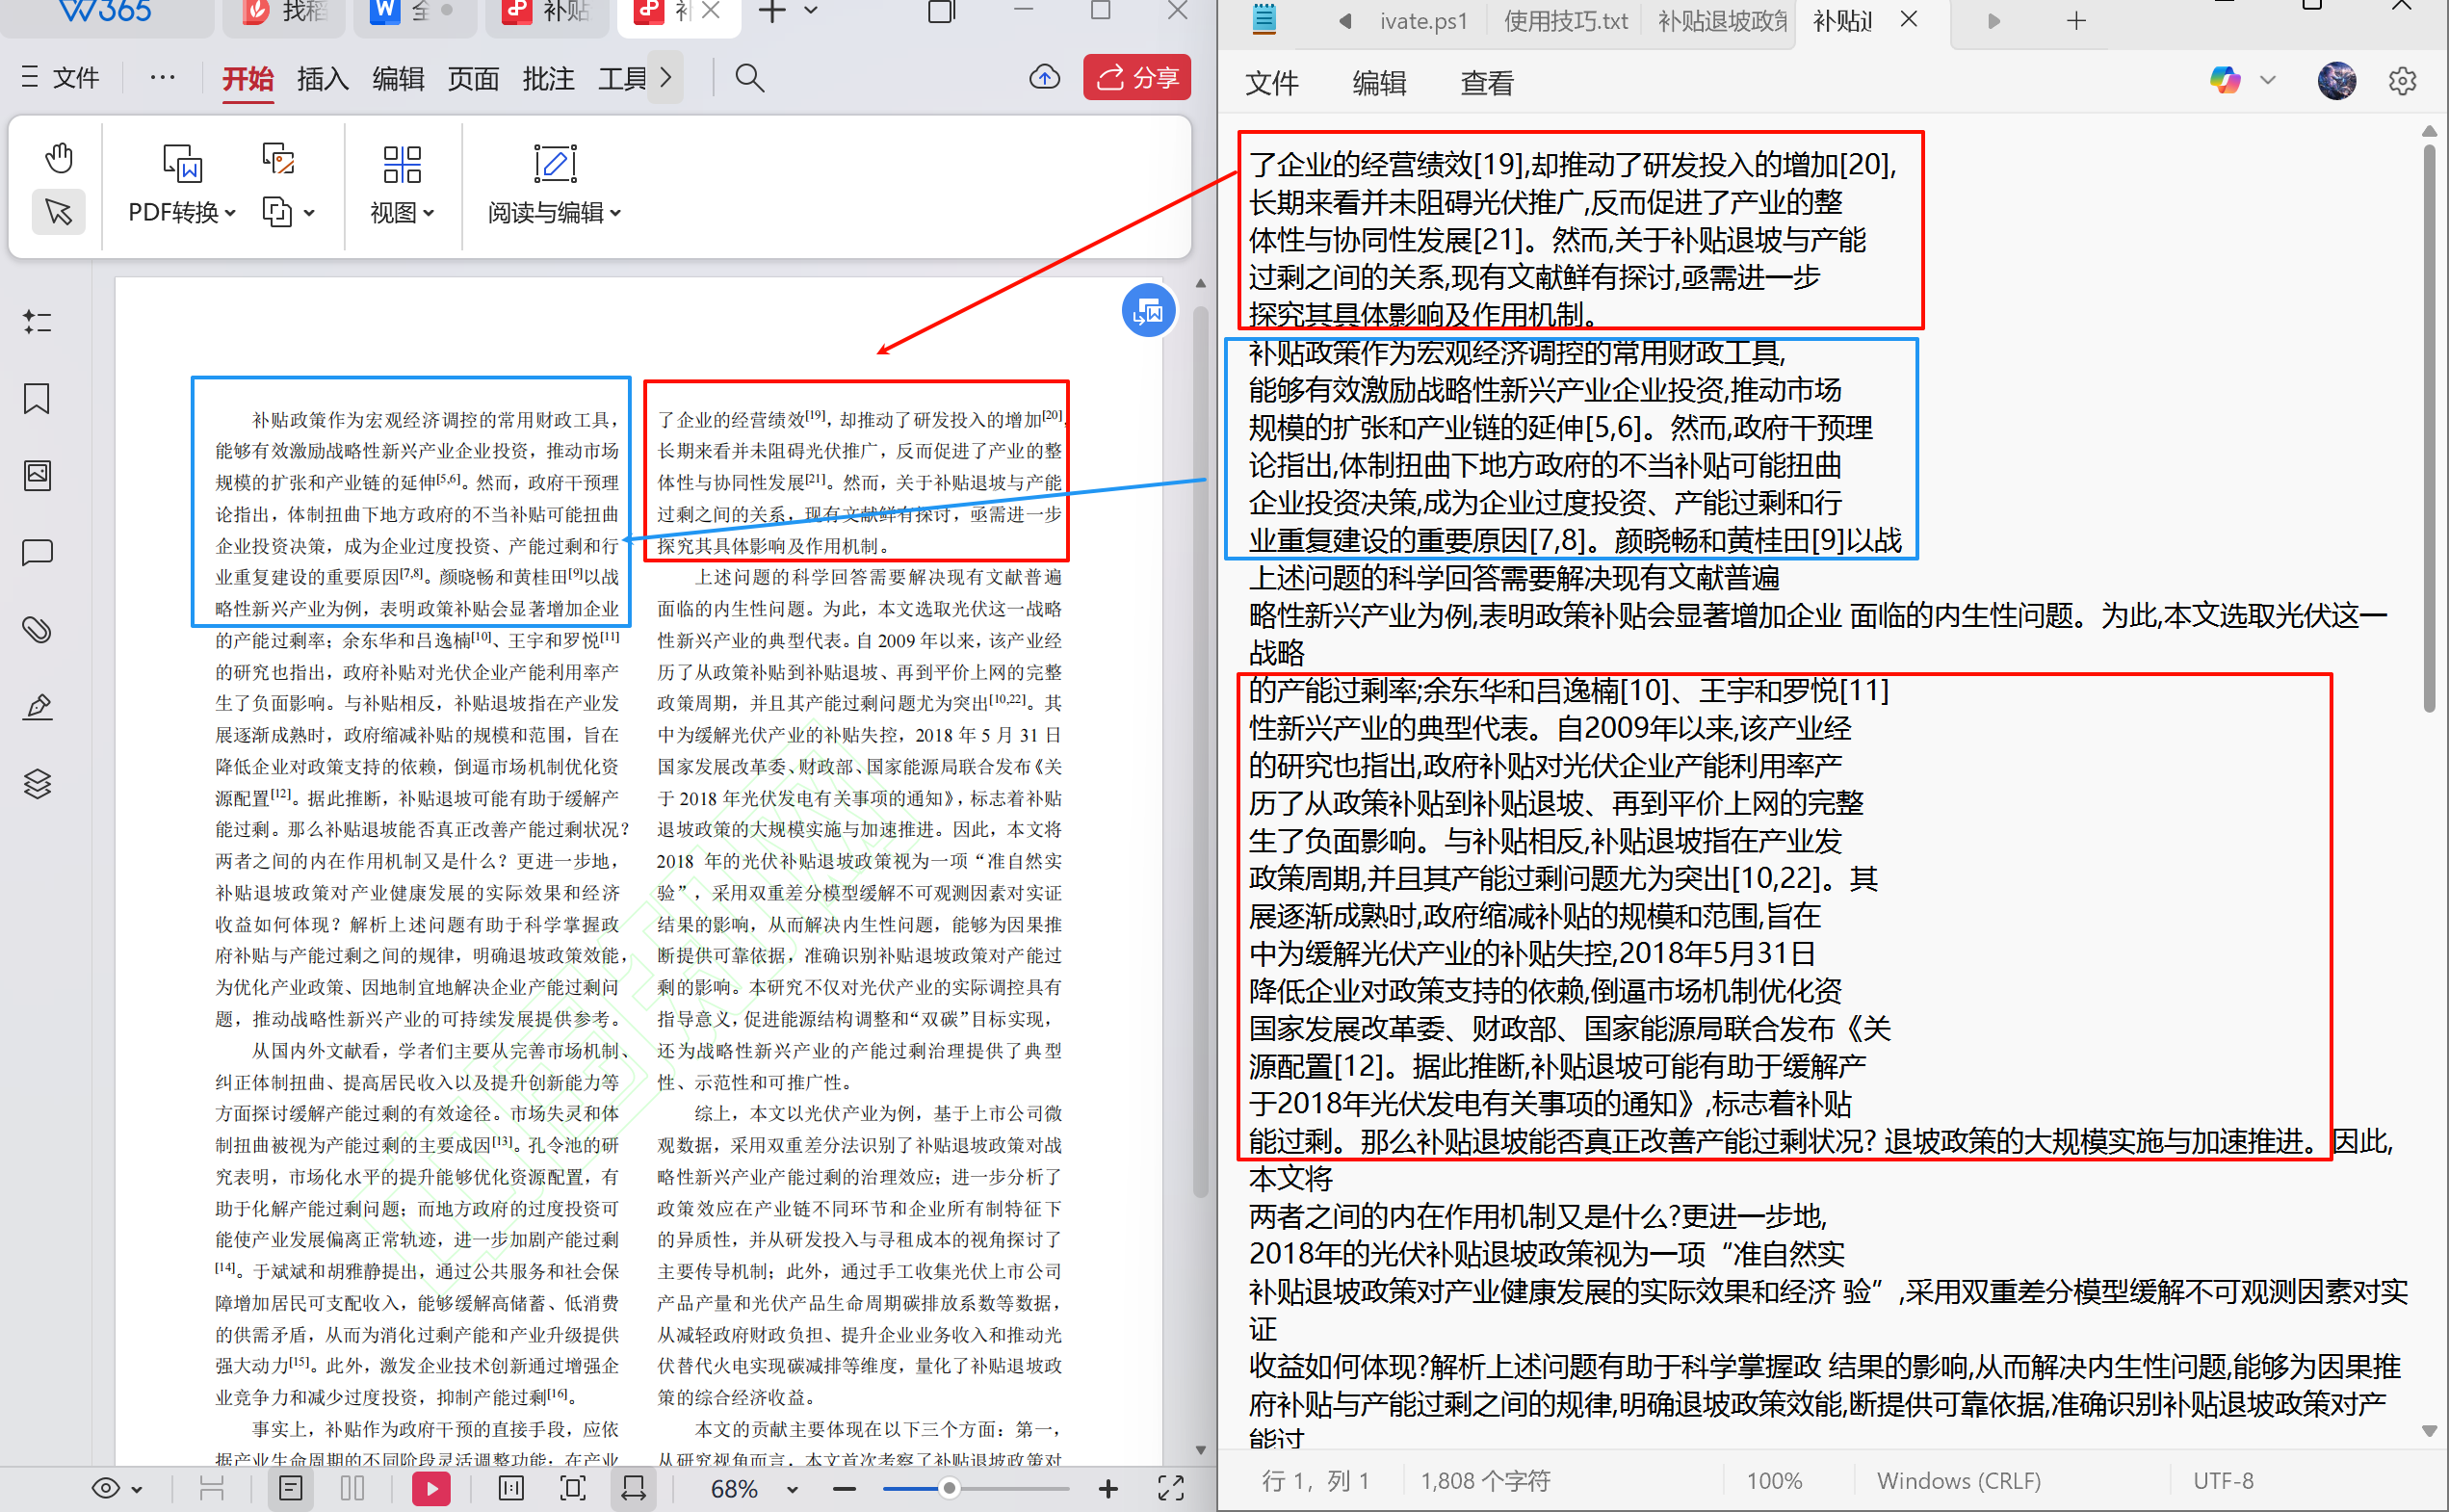 W365
找稻
全
补贴
补
文件
开始
插入
编辑
页面
批注
工具
分享
PDF转换
视图
阅读与编辑
补贴政策作为宏观经济调控的常用财政工具，
能够有效激励战略性新兴产业企业投资，推动市场
规模的扩张和产业链的延伸[5,6]。然而，政府干预理
论指出，体制扭曲下地方政府的不当补贴可能扭曲
企业投资决策，成为企业过度投资、产能过剩和行
业重复建设的重要原因[7,8]。颜晓畅和黄桂田[9]以战
略性新兴产业为例，表明政策补贴会显著增加企业
的产能过剩率；余东华和吕逸楠[10]、王宇和罗悦[11]
的研究也指出，政府补贴对光伏企业产能利用率产
生了负面影响。与补贴相反，补贴退坡指在产业发
展逐渐成熟时，政府缩减补贴的规模和范围，旨在
降低企业对政策支持的依赖，倒逼市场机制优化资
源配置[12]。据此推断，补贴退坡可能有助于缓解产
能过剩。那么补贴退坡能否真正改善产能过剩状况？
两者之间的内在作用机制又是什么？更进一步地，
补贴退坡政策对产业健康发展的实际效果和经济
收益如何体现？解析上述问题有助于科学掌握政
府补贴与产能过剩之间的规律，明确退坡政策效能，
为优化产业政策、因地制宜地解决企业产能过剩问
题，推动战略性新兴产业的可持续发展提供参考。
从国内外文献看，学者们主要从完善市场机制、
纠正体制扭曲、提高居民收入以及提升创新能力等
方面探讨缓解产能过剩的有效途径。市场失灵和体
制扭曲被视为产能过剩的主要成因[13]。孔令池的研
究表明，市场化水平的提升能够优化资源配置，有
助于化解产能过剩问题；而地方政府的过度投资可
能使产业发展偏离正常轨迹，进一步加剧产能过剩
[14]。于斌斌和胡雅静提出，通过公共服务和社会保
障增加居民可支配收入，能够缓解高储蓄、低消费
的供需矛盾，从而为消化过剩产能和产业升级提供
强大动力[15]。此外，激发企业技术创新通过增强企
业竞争力和减少过度投资，抑制产能过剩[16]。
事实上，补贴作为政府干预的直接手段，应依
据产业生命周期的不同阶段灵活调整功能：在产业
了企业的经营绩效[19]，却推动了研发投入的增加[20]，
长期来看并未阻碍光伏推广，反而促进了产业的整
体性与协同性发展[21]。然而，关于补贴退坡与产能
过剩之间的关系，现有文献鲜有探讨，亟需进一步
探究其具体影响及作用机制。
上述问题的科学回答需要解决现有文献普遍
面临的内生性问题。为此，本文选取光伏这一战略
性新兴产业的典型代表。自 2009 年以来，该产业经
历了从政策补贴到补贴退坡、再到平价上网的完整
政策周期，并且其产能过剩问题尤为突出[10,22]。其
中为缓解光伏产业的补贴失控，2018 年 5 月 31 日
国家发展改革委、财政部、国家能源局联合发布《关
于 2018 年光伏发电有关事项的通知》，标志着补贴
退坡政策的大规模实施与加速推进。因此，本文将
2018 年的光伏补贴退坡政策视为一项“准自然实
验”，采用双重差分模型缓解不可观测因素对实证
结果的影响，从而解决内生性问题，能够为因果推
断提供可靠依据，准确识别补贴退坡政策对产能过
剩的影响。本研究不仅对光伏产业的实际调控具有
指导意义，促进能源结构调整和“双碳”目标实现，
还为战略性新兴产业的产能过剩治理提供了典型
性、示范性和可推广性。
综上，本文以光伏产业为例，基于上市公司微
观数据，采用双重差分法识别了补贴退坡政策对战
略性新兴产业产能过剩的治理效应；进一步分析了
政策效应在产业链不同环节和企业所有制特征下
的异质性，并从研发投入与寻租成本的视角探讨了
主要传导机制；此外，通过手工收集光伏上市公司
产品产量和光伏产品生命周期碳排放系数等数据，
从减轻政府财政负担、提升企业业务收入和推动光
伏替代火电实现碳减排等维度，量化了补贴退坡政
策的综合经济收益。
本文的贡献主要体现在以下三个方面：第一，
从研究视角而言，本文首次考察了补贴退坡政策对
中国知网
68%
ivate.ps1
使用技巧.txt
补贴退坡政策
补贴退
文件
编辑
查看
了企业的经营绩效[19],却推动了研发投入的增加[20],
长期来看并未阻碍光伏推广,反而促进了产业的整
体性与协同性发展[21]。然而,关于补贴退坡与产能
过剩之间的关系,现有文献鲜有探讨,亟需进一步
探究其具体影响及作用机制。
补贴政策作为宏观经济调控的常用财政工具,
能够有效激励战略性新兴产业企业投资,推动市场
规模的扩张和产业链的延伸[5,6]。然而,政府干预理
论指出,体制扭曲下地方政府的不当补贴可能扭曲
企业投资决策,成为企业过度投资、产能过剩和行
业重复建设的重要原因[7,8]。颜晓畅和黄桂田[9]以战
上述问题的科学回答需要解决现有文献普遍
略性新兴产业为例,表明政策补贴会显著增加企业 面临的内生性问题。为此,本文选取光伏这一
战略
的产能过剩率;余东华和吕逸楠[10]、王宇和罗悦[11]
性新兴产业的典型代表。自2009年以来,该产业经
的研究也指出,政府补贴对光伏企业产能利用率产
历了从政策补贴到补贴退坡、再到平价上网的完整
生了负面影响。与补贴相反,补贴退坡指在产业发
政策周期,并且其产能过剩问题尤为突出[10,22]。其
展逐渐成熟时,政府缩减补贴的规模和范围,旨在
中为缓解光伏产业的补贴失控,2018年5月31日
降低企业对政策支持的依赖,倒逼市场机制优化资
国家发展改革委、财政部、国家能源局联合发布《关
源配置[12]。据此推断,补贴退坡可能有助于缓解产
于2018年光伏发电有关事项的通知》,标志着补贴
能过剩。那么补贴退坡能否真正改善产能过剩状况? 退坡政策的大规模实施与加速推进。因此,
本文将
两者之间的内在作用机制又是什么?更进一步地,
2018年的光伏补贴退坡政策视为一项“准自然实
补贴退坡政策对产业健康发展的实际效果和经济 验”,采用双重差分模型缓解不可观测因素对实
证
收益如何体现?解析上述问题有助于科学掌握政 结果的影响,从而解决内生性问题,能够为因果推
府补贴与产能过剩之间的规律,明确退坡政策效能,断提供可靠依据,准确识别补贴退坡政策对产
能过
行 1，列 1
1,808 个字符
100%
Windows (CRLF)
UTF-8